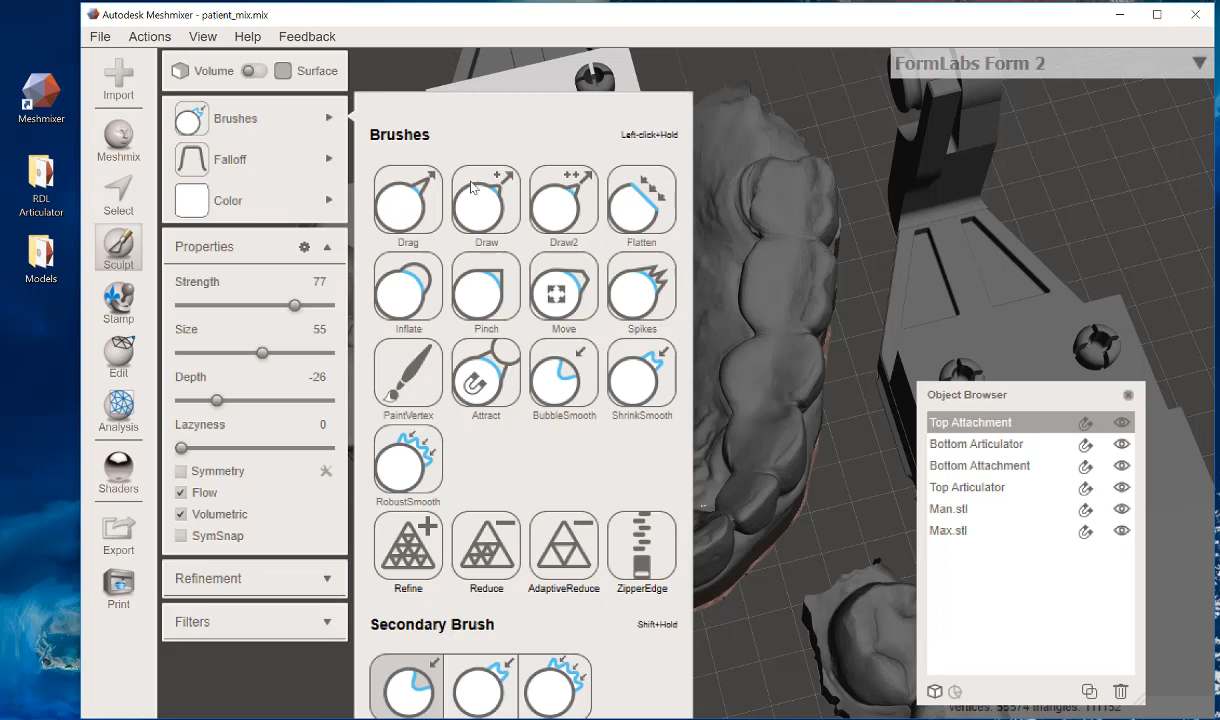 Autodesk Meshmixer - patient_mix.mix
File Actions View Help Feedback
Meshmixer
RDL
Articulator
Models
Import
Meshmix
Select
Sculpt
Stamp
Edit
Analysis
Shaders
Export
Print
Volume Surface
Brushes
Falloff
Color
Properties
Strength 77
Size 55
Depth -26
Lazyness 0
Symmetry
Flow
Volumetric
SymSnap
Refinement
Filters
Brushes Left-click+Hold
Drag Draw Draw2 Flatten
Inflate Pinch Move Spikes
PaintVertex Attract BubbleSmooth ShrinkSmooth
RobustSmooth
Refine Reduce AdaptiveReduce ZipperEdge
Secondary Brush Shift+Hold
FormLabs Form 2
Object Browser
Top Attachment
Bottom Articulator
Bottom Attachment
Top Articulator
Man.stl
Max.stl
vertices: 55574 triangles: 111152